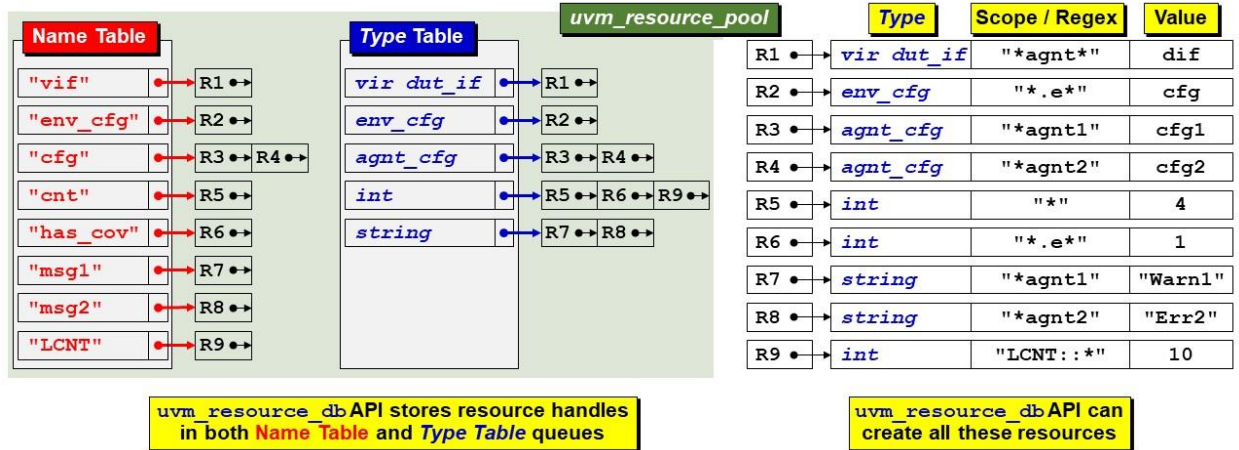 uvm_resource_pool
Name Table
Type Table
"vif" R1
"env_cfg" R2
"cfg" R3 R4
"cnt" R5
"has_cov" R6
"msg1" R7
"msg2" R8
"LCNT" R9
vir dut_if R1
env_cfg R2
agnt_cfg R3 R4
int R5 R6 R9
string R7 R8
Type Scope / Regex Value
R1 vir dut_if "*agnt*" dif
R2 env_cfg "*.e*" cfg
R3 agnt_cfg "*agnt1" cfg1
R4 agnt_cfg "*agnt2" cfg2
R5 int "*" 4
R6 int "*.e*" 1
R7 string "*agnt1" "Warn1"
R8 string "*agnt2" "Err2"
R9 int "LCNT::*" 10
uvm_resource_db API stores resource handles
in both Name Table and Type Table queues
uvm_resource_db API can
create all these resources